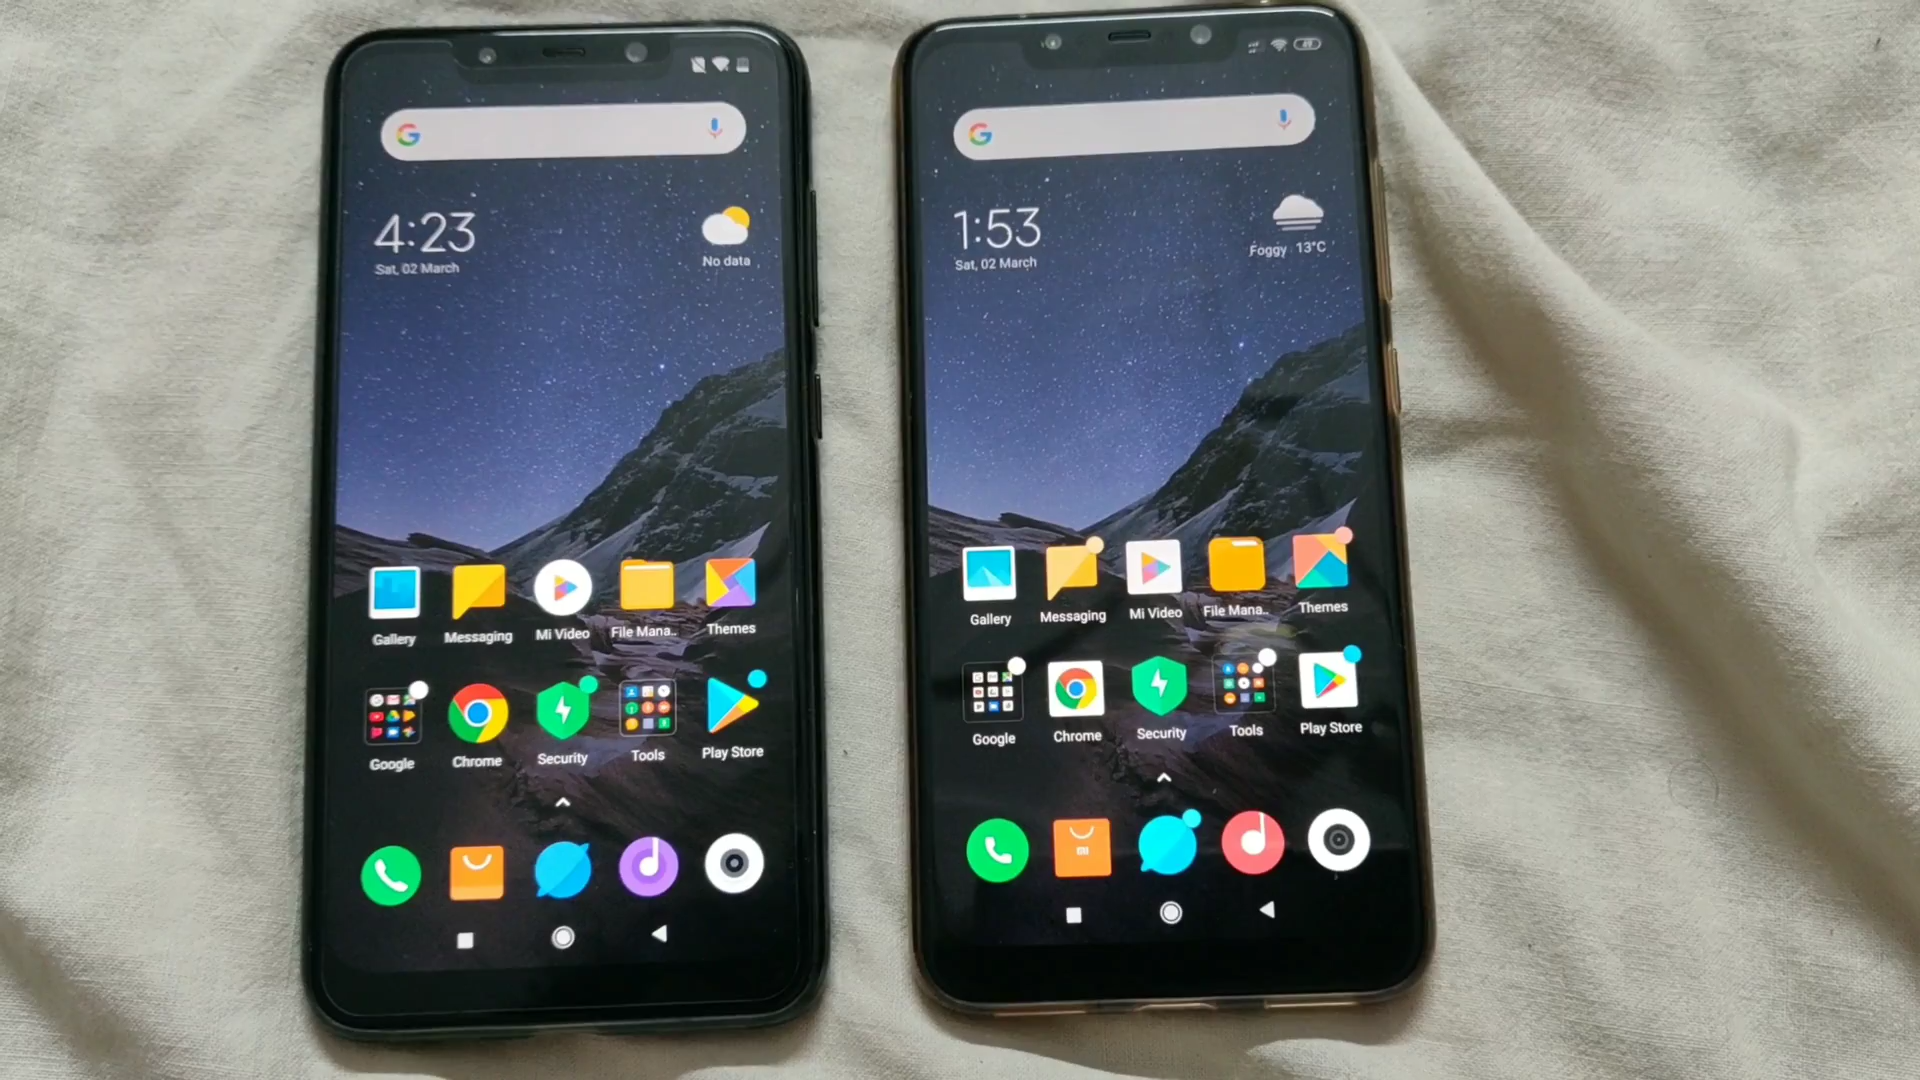 4:23
Sat, 02 March
No data
Gallery
Messaging
Mi Video
File Mana..
Themes
Google
Chrome
Security
Tools
Play Store
69
1:53
Sat, 02 March
Foggy 13°C
Gallery
Messaging
Mi Video
File Mana..
Themes
Google
Chrome
Security
Tools
Play Store